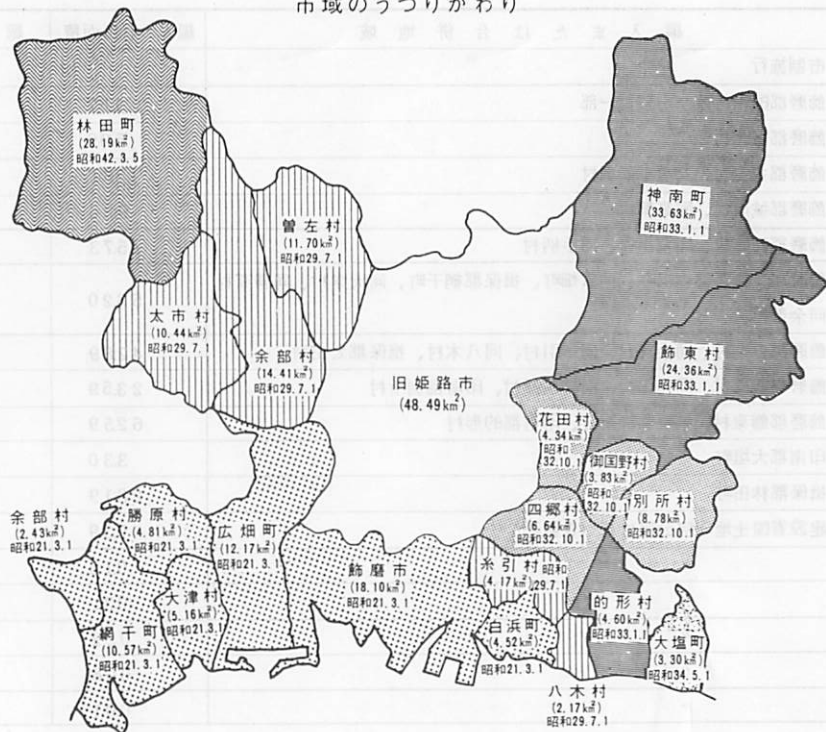 市域のうつりかわり
林田町
(28.19k㎡)
昭和42.3.5
神南町
(33.63k㎡)
昭和33.1.1
曽左村
(11.70k㎡)
昭和29.7.1
太市村
(10.44k㎡)
昭和29.7.1
余部村
(14.41k㎡)
昭和29.7.1
飾東村
(24.36k㎡)
昭和33.1.1
旧姫路市
(48.49k㎡)
花田村
(4.34k㎡)
昭和
32.10.1
御国野村
(3.83k㎡)
昭和
32.10.1
別所村
(8.78k㎡)
昭和32.10.1
四郷村
(6.64k㎡)
昭和32.10.1
余部村
(2.43k㎡)
昭和21.3.1
勝原村
(4.81k㎡)
昭和21.3.1
広畑町
(12.17k㎡)
昭和21.3.1
飾磨市
(18.10k㎡)
昭和21.3.1
糸引村
(4.17k㎡)
昭和
29.7.1
大津村
(5.16k㎡)
昭和
21.3.1
網干町
(10.57k㎡)
昭和21.3.1
白浜町
(4.52k㎡)
昭和21.3.1
的形村
(4.60k㎡)
昭和33.1.1
大塩町
(3.30k㎡)
昭和34.5.1
八木村
(2.17k㎡)
昭和29.7.1